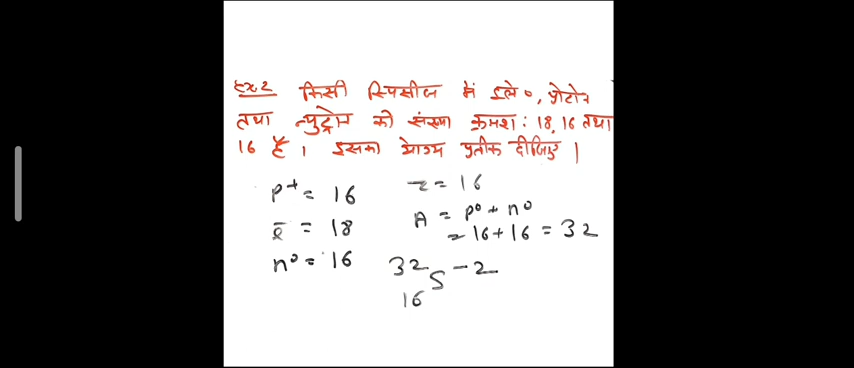 Ex 2 किसी स्पिसीज में इले०, प्रोटोन
तथा न्युट्रोन की संख्या क्रमश: 18, 16 तथा
16 है । इसका योग्य प्रतीक दीजिए |
p+ = 16
z = 16
e̅ = 18
A = p° + n°
= 16 + 16 = 32
n° = 16
32 S -2
16